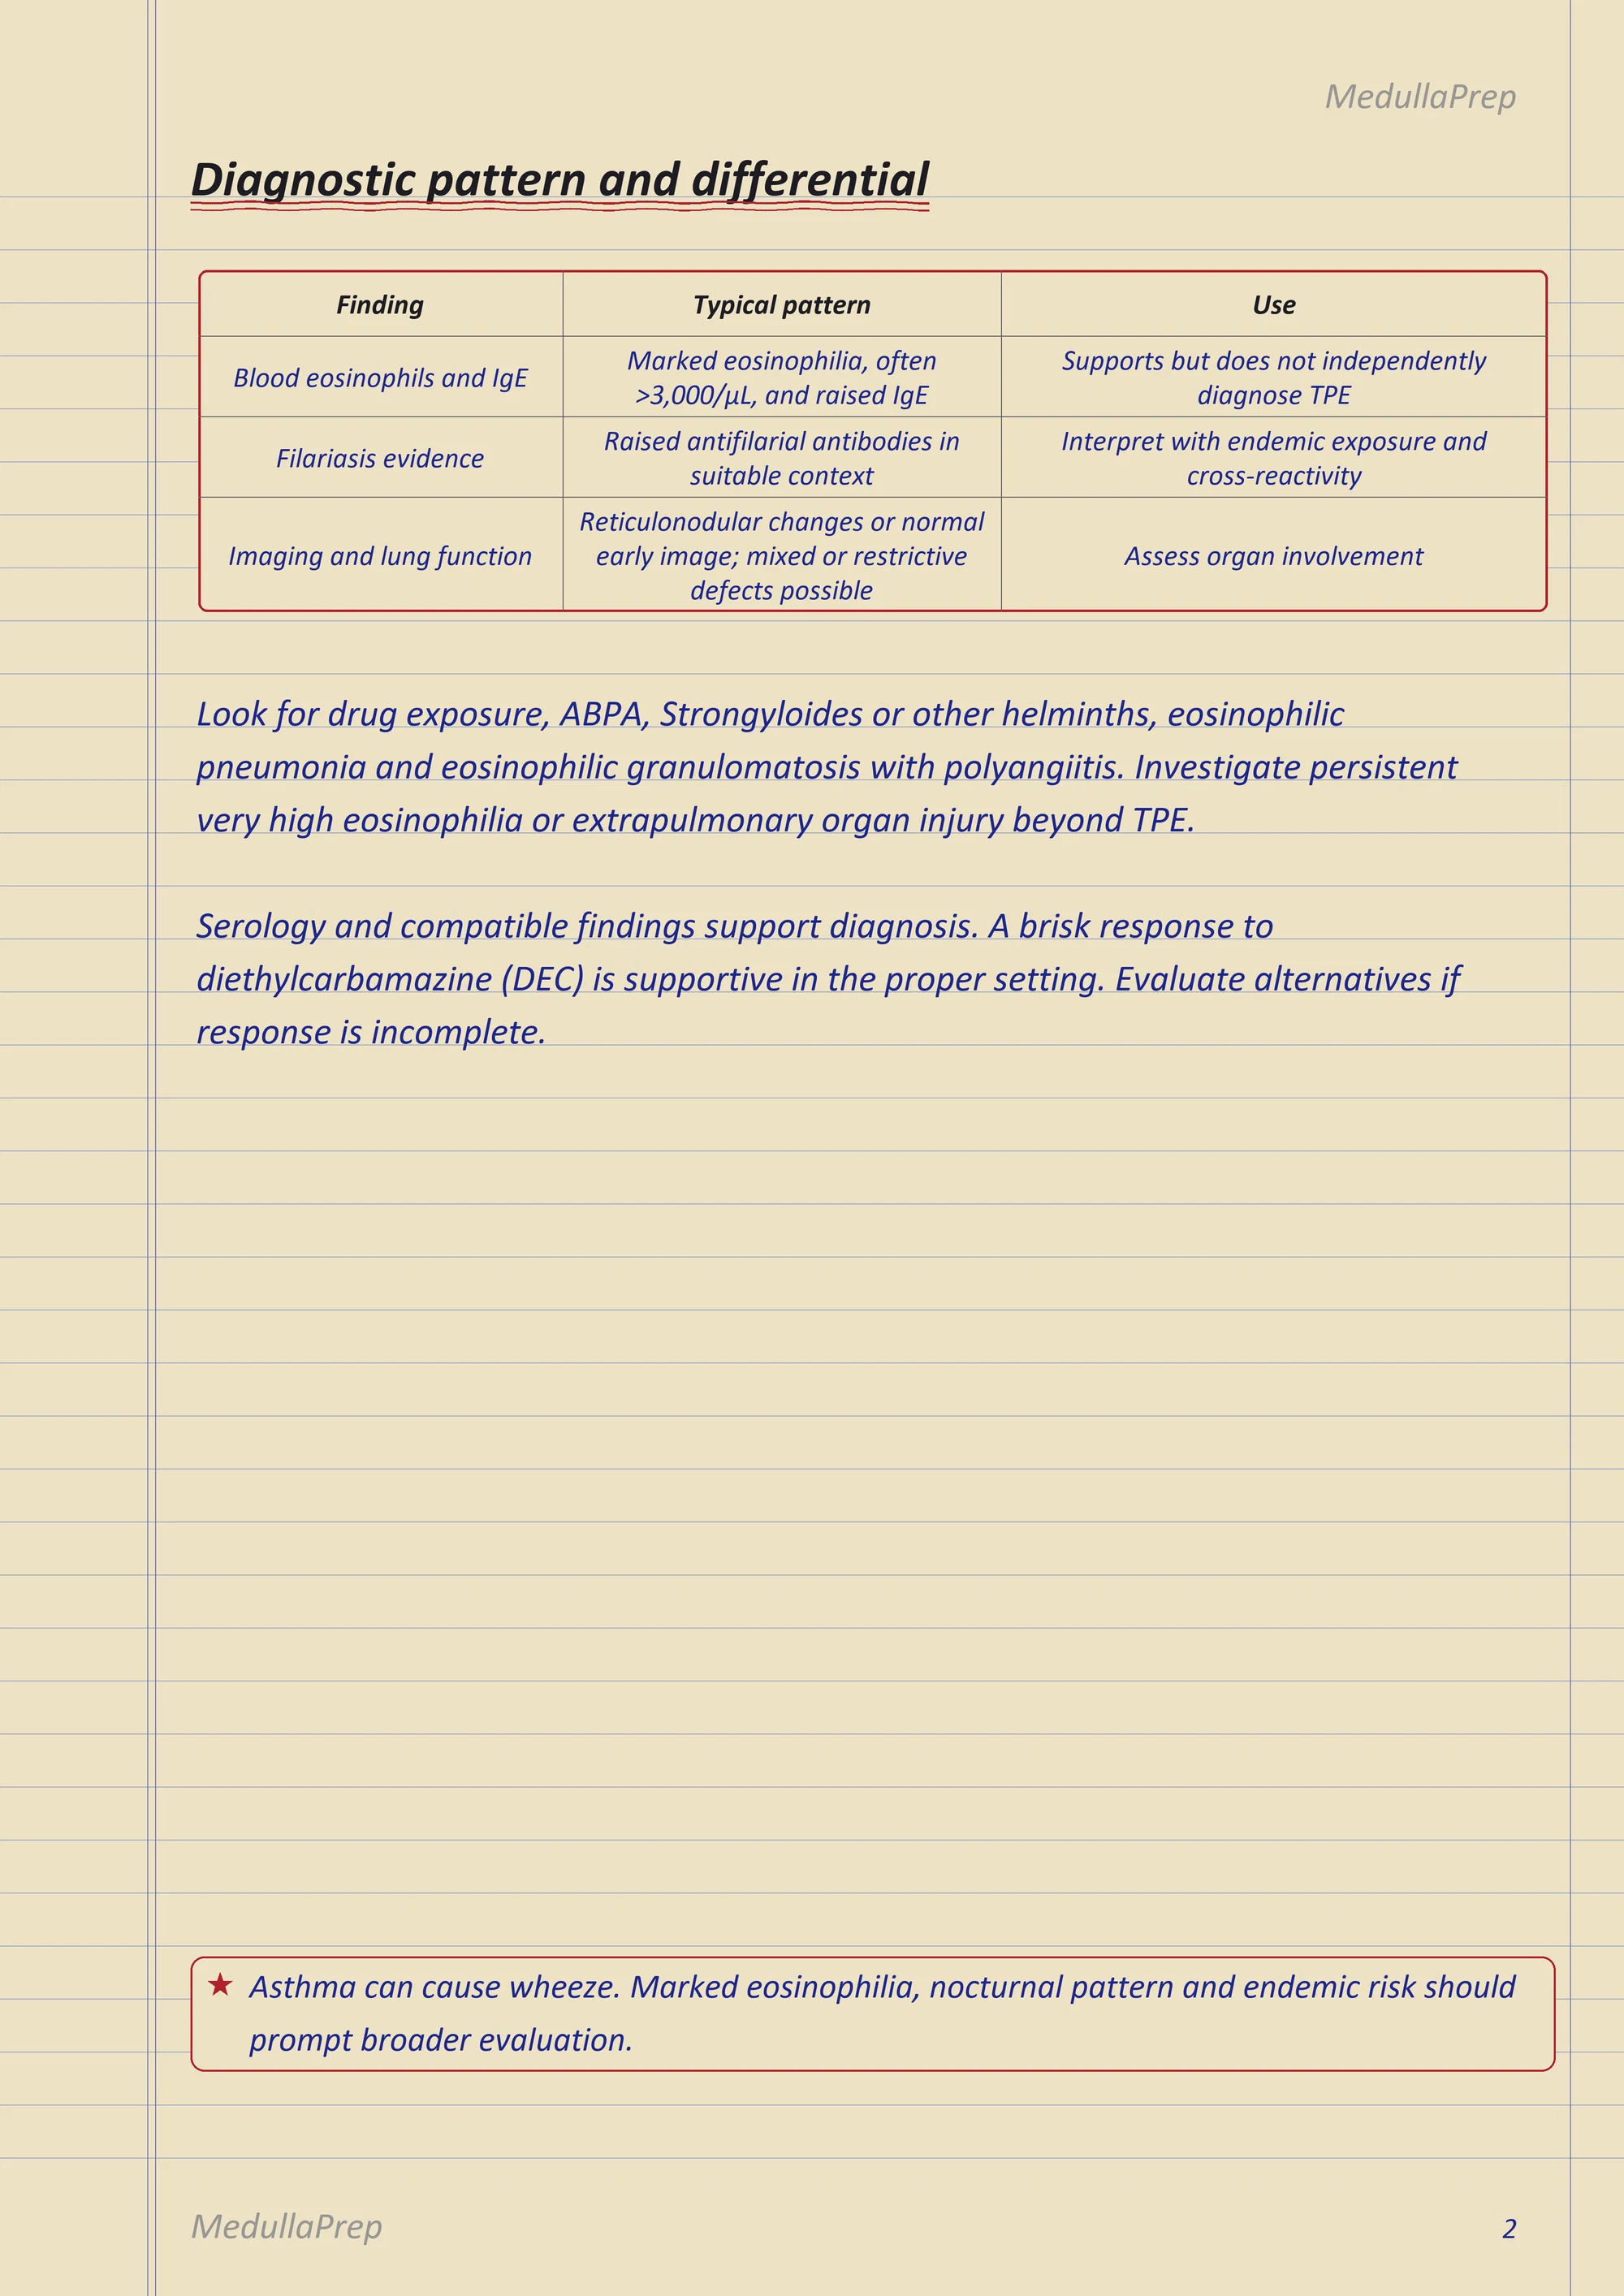 MedullaPrep
Diagnostic pattern and differential
Finding
Typical pattern
Use
Blood eosinophils and IgE
Marked eosinophilia, often
>3,000/µL, and raised IgE
Supports but does not independently
diagnose TPE
Filariasis evidence
Raised antifilarial antibodies in
suitable context
Interpret with endemic exposure and
cross-reactivity
Imaging and lung function
Reticulonodular changes or normal
early image; mixed or restrictive
defects possible
Assess organ involvement
Look for drug exposure, ABPA, Strongyloides or other helminths, eosinophilic
pneumonia and eosinophilic granulomatosis with polyangiitis. Investigate persistent
very high eosinophilia or extrapulmonary organ injury beyond TPE.
Serology and compatible findings support diagnosis. A brisk response to
diethylcarbamazine (DEC) is supportive in the proper setting. Evaluate alternatives if
response is incomplete.
★ Asthma can cause wheeze. Marked eosinophilia, nocturnal pattern and endemic risk should
prompt broader evaluation.
MedullaPrep
2